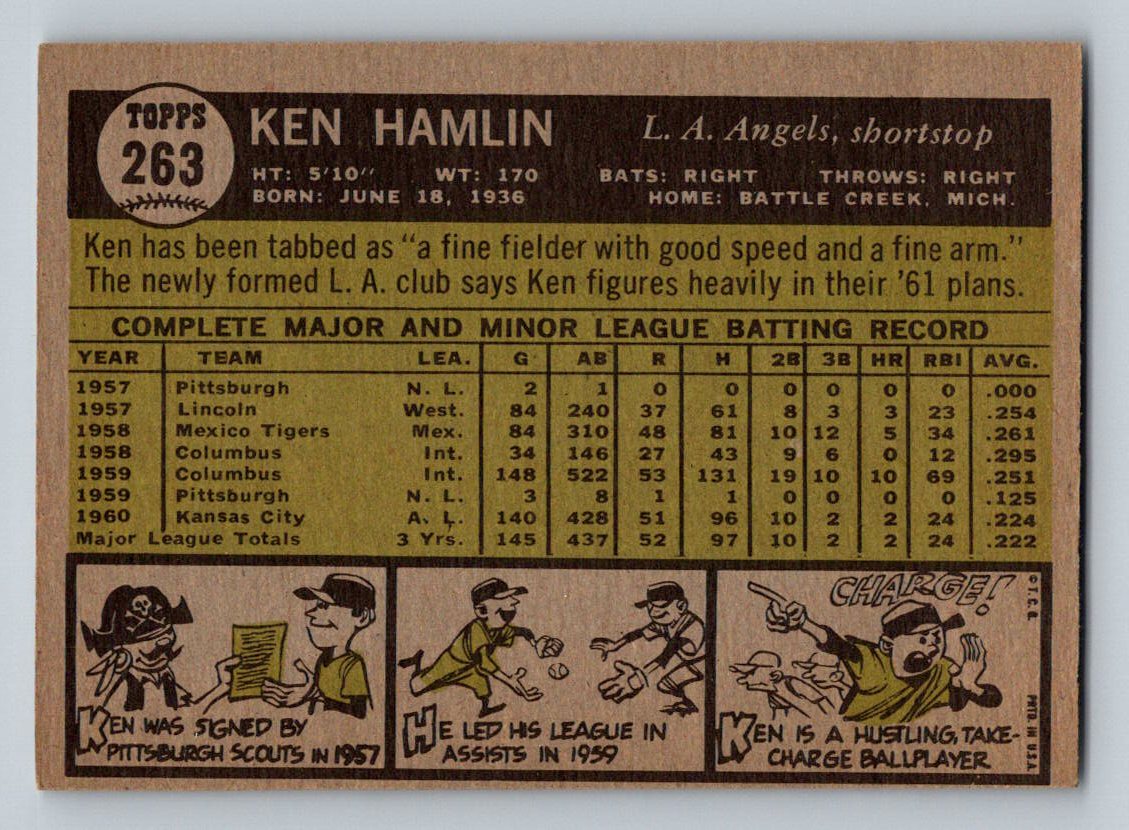 TOPPS
263
KEN HAMLIN
L. A. Angels, shortstop
HT: 5'10" WT: 170 BATS: RIGHT THROWS: RIGHT
BORN: JUNE 18, 1936 HOME: BATTLE CREEK, MICH.
Ken has been tabbed as "a fine fielder with good speed and a fine arm."
The newly formed L. A. club says Ken figures heavily in their '61 plans.
COMPLETE MAJOR AND MINOR LEAGUE BATTING RECORD
YEAR TEAM LEA. G AB R H 2B 3B HR RBI AVG.
1957 Pittsburgh N. L. 2 1 0 0 0 0 0 0 .000
1957 Lincoln West. 84 240 37 61 8 3 3 23 .254
1958 Mexico Tigers Mex. 84 310 48 81 10 12 5 34 .261
1958 Columbus Int. 34 146 27 43 9 6 0 12 .295
1959 Columbus Int. 148 522 53 131 19 10 10 69 .251
1959 Pittsburgh N. L. 3 8 1 1 0 0 0 0 .125
1960 Kansas City A. L. 140 428 51 96 10 2 2 24 .224
Major League Totals 3 Yrs. 145 437 52 97 10 2 2 24 .222
KEN WAS SIGNED BY
PITTSBURGH SCOUTS IN 1957
HE LED HIS LEAGUE IN
ASSISTS IN 1959
CHARGE!
KEN IS A HUSTLING, TAKE-
CHARGE BALLPLAYER
© T. C. G.
PRTD. IN U.S.A.